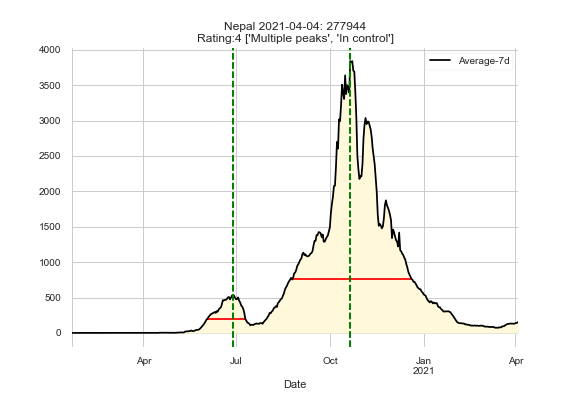 Nepal 2021-04-04: 277944
Rating:4 ['Multiple peaks', 'In control']
Average-7d
4000
3500
3000
2500
2000
1500
1000
500
0
Apr
Jul
Oct
Jan
2021
Apr
Date